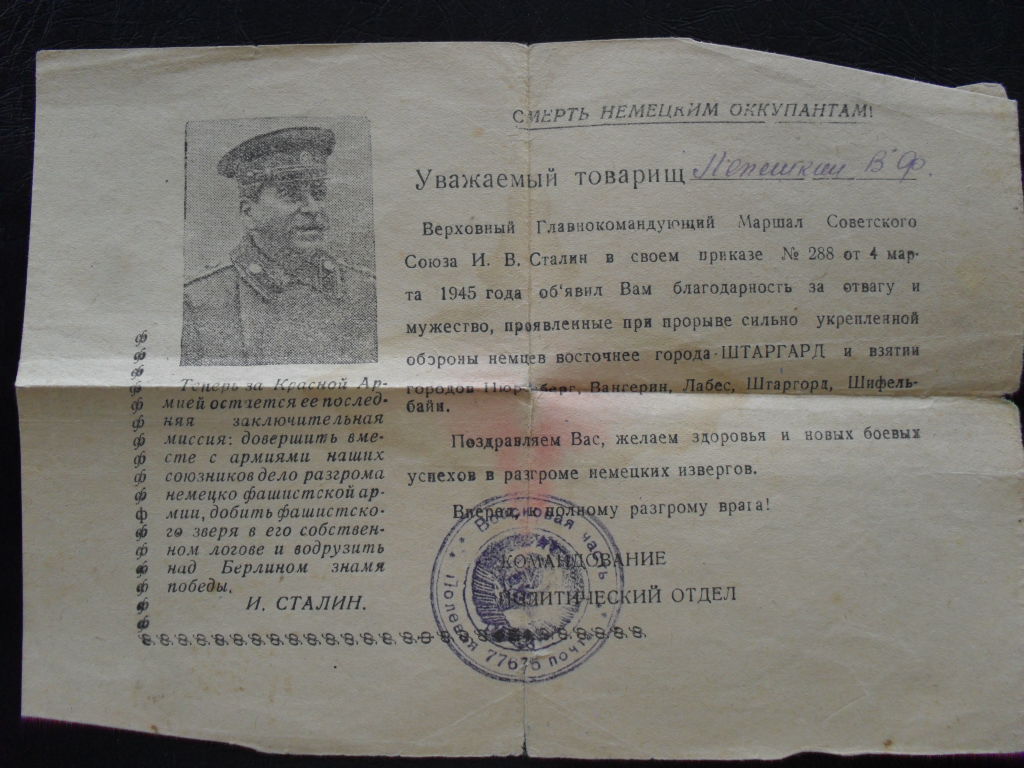 СМЕРТЬ НЕМЕЦКИМ ОККУПАНТАМ!
Уважаемый товарищ В Ф.
Верховный Главнокомандующий Маршал Советского
Союза И. В. Сталин в своем приказе № 288 от 4 мар-
та 1945 года об'явил Вам благодарность за отвагу и
мужество, проявленные при прорыве сильно укрепленной
обороны немцев восточнее города ШТАРГАРД и взятии
городов Вангерин, Лабес, Штаргорд, Шифель-
байн.
Поздравляем Вас, желаем здоровья и новых боевых
успехов в разгроме немецких извергов.
Вперед, к полному разгрому врага!
КОМАНДОВАНИЕ
ПОЛИТИЧЕСКИЙ ОТДЕЛ
Теперь за Красной Ар-
мией остается ее послед-
няя заключительная
миссия: довершить вме-
сте с армиями наших
союзников дело разгрома
немецко фашистской ар-
мии, добить фашистско-
го зверя в его собствен-
ном логове и водрузить
над Берлином знамя
победы.
И. СТАЛИН.
Войсковая часть
Полевая почта